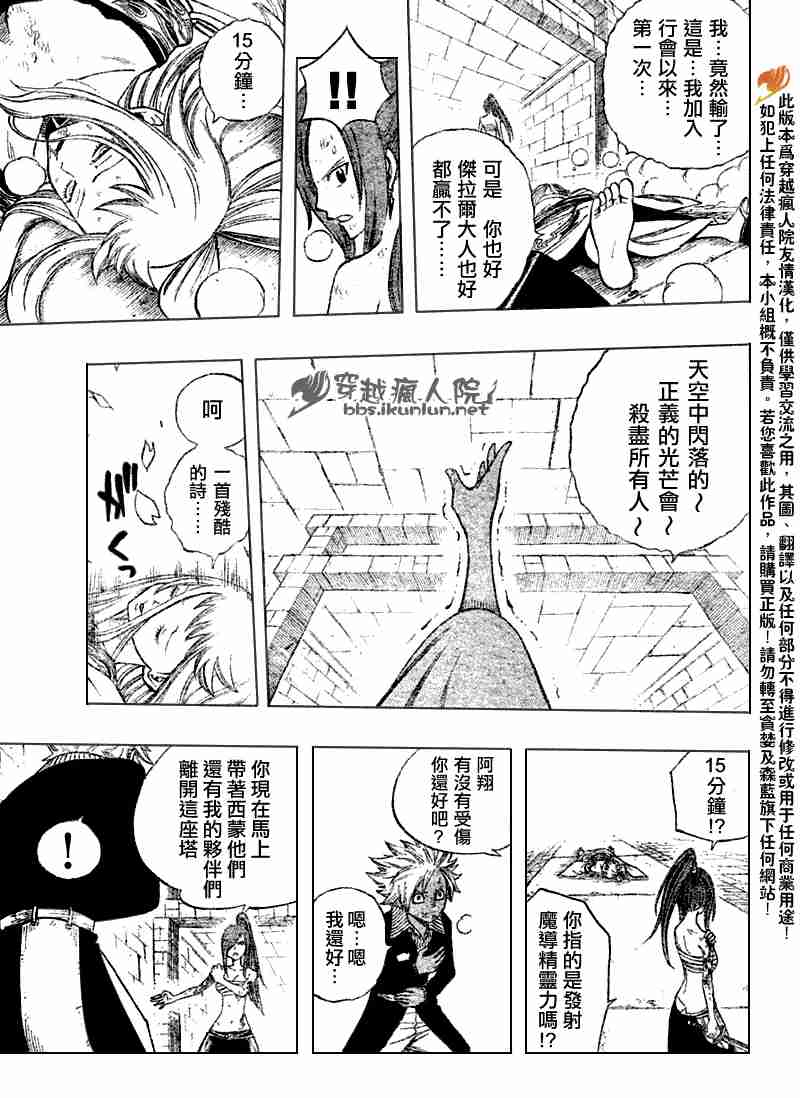 我…竟然輸了…
這是…我加入
行會以來…
第一次…
可是 你也好
傑拉爾大人也好
都贏不了……
!!
15
分鐘…
天空中閃落的~
正義的光芒會~
殺盡所有人~
穿越瘋人院
bbs.ikunlun.net
呵
一首殘酷
的詩……
ぐっ
15
分鐘!?
你指的是發射
魔導精靈力嗎!?
阿翔
有沒有受傷
你還好吧?
嗯…嗯
我還好…
你現在馬上
帶著西蒙他們
還有我的夥伴們
離開這座塔
!
此版本爲穿越瘋人院友情漢化，僅供學習交流之用，其圖、翻譯以及任何部分不得進行修改或用于任何商業用途！
如犯上任何法律責任，本小組概不負責。若您喜歡此作品，請購買正版！請勿轉至貪婪及森藍旗下任何網站！